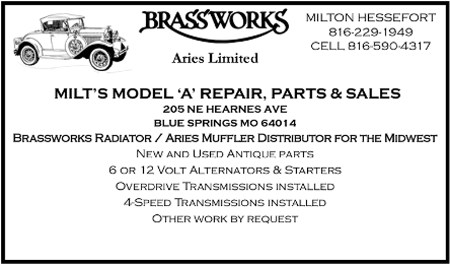 BRASSWORKS
Aries Limited
MILTON HESSEFORT
816-229-1949
CELL 816-590-4317
MILT'S MODEL 'A' REPAIR, PARTS & SALES
205 NE HEARNES AVE
BLUE SPRINGS MO 64014
BRASSWORKS RADIATOR / ARIES MUFFLER DISTRIBUTOR FOR THE MIDWEST
NEW AND USED ANTIQUE PARTS
6 OR 12 VOLT ALTERNATORS & STARTERS
OVERDRIVE TRANSMISSIONS INSTALLED
4-SPEED TRANSMISSIONS INSTALLED
OTHER WORK BY REQUEST